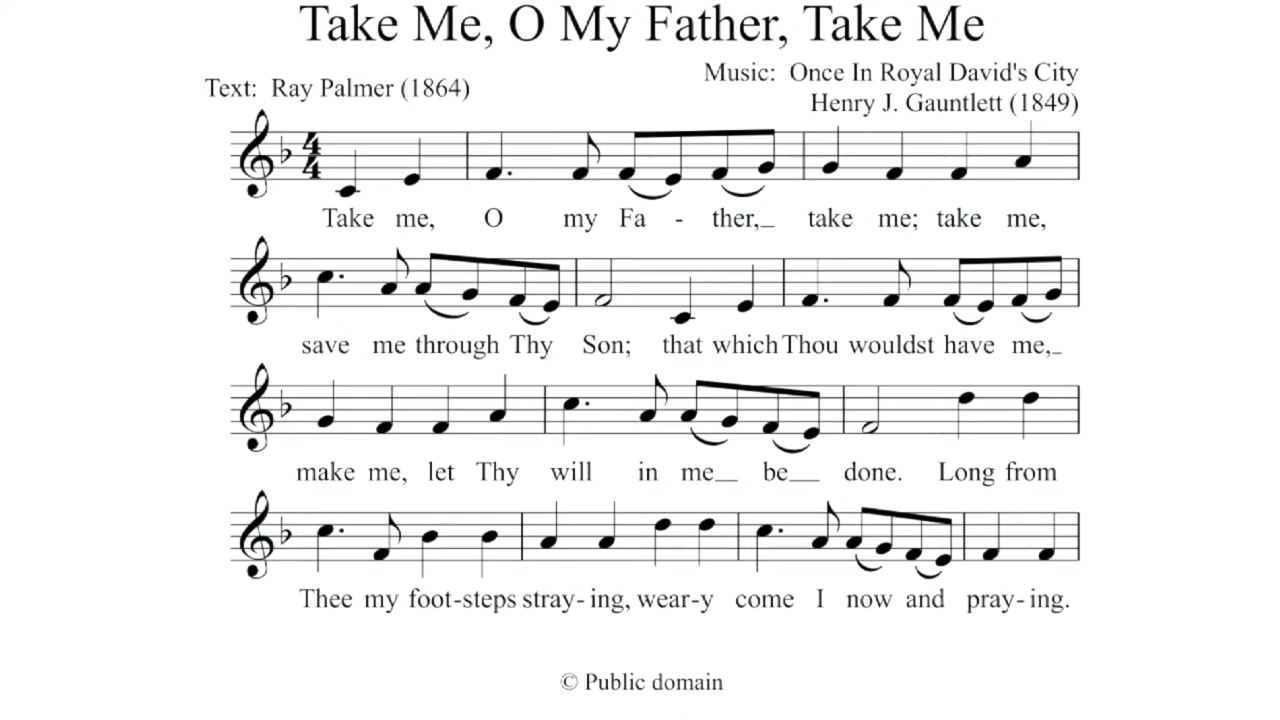 Take Me, O My Father, Take Me
Text: Ray Palmer (1864)
Music: Once In Royal David's City
Henry J. Gauntlett (1849)
4
4
Take me, O my Fa - ther,_ take me; take me,
save me through Thy Son; that which Thou wouldst have me,_
make me, let Thy will in me__ be__ done. Long from
Thee my foot-steps stray-ing, wear-y come I now and pray-ing.
© Public domain